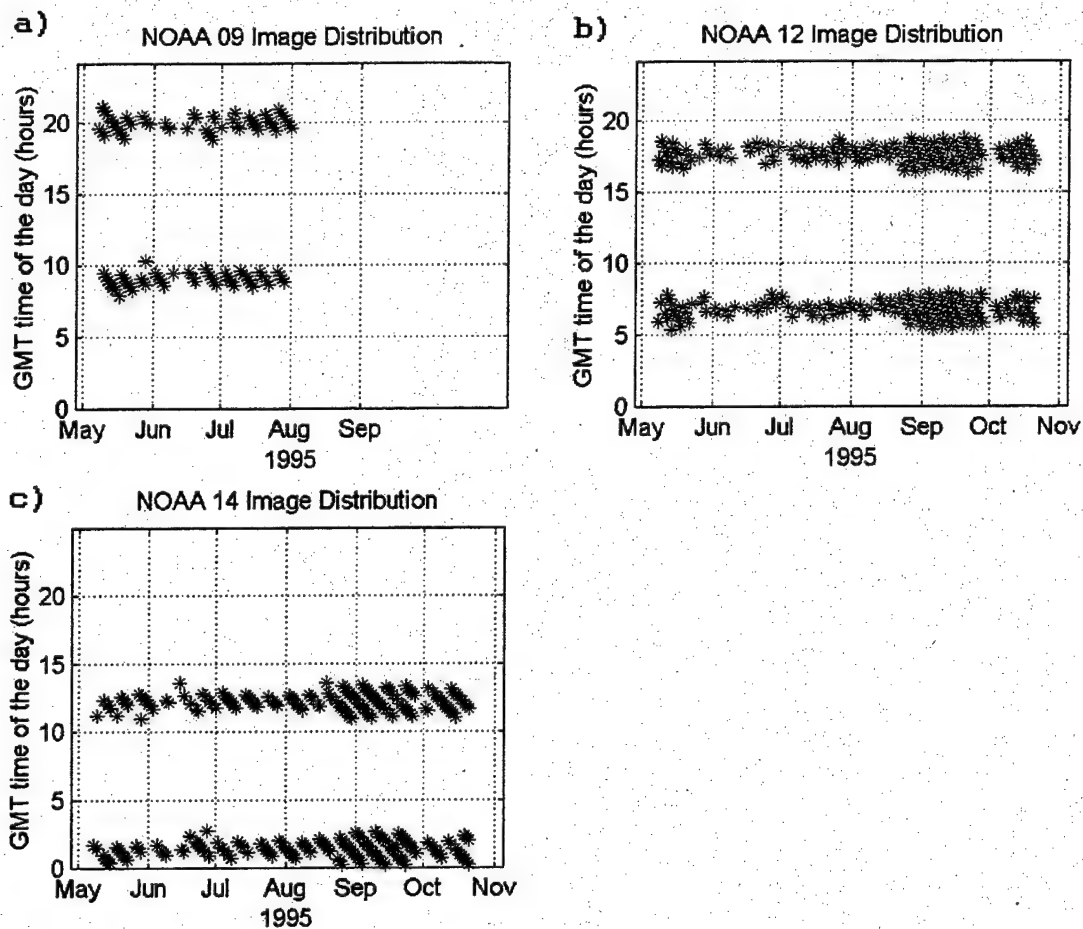 a)
NOAA 09 Image Distribution
GMT time of the day (hours)
20
15
10
5
0
May Jun Jul Aug Sep
1995
b)
NOAA 12 Image Distribution
GMT time of the day (hours)
20
15
10
5
0
May Jun Jul Aug Sep Oct Nov
1995
c)
NOAA 14 Image Distribution
GMT time of the day (hours)
20
15
10
5
0
May Jun Jul Aug Sep Oct Nov
1995